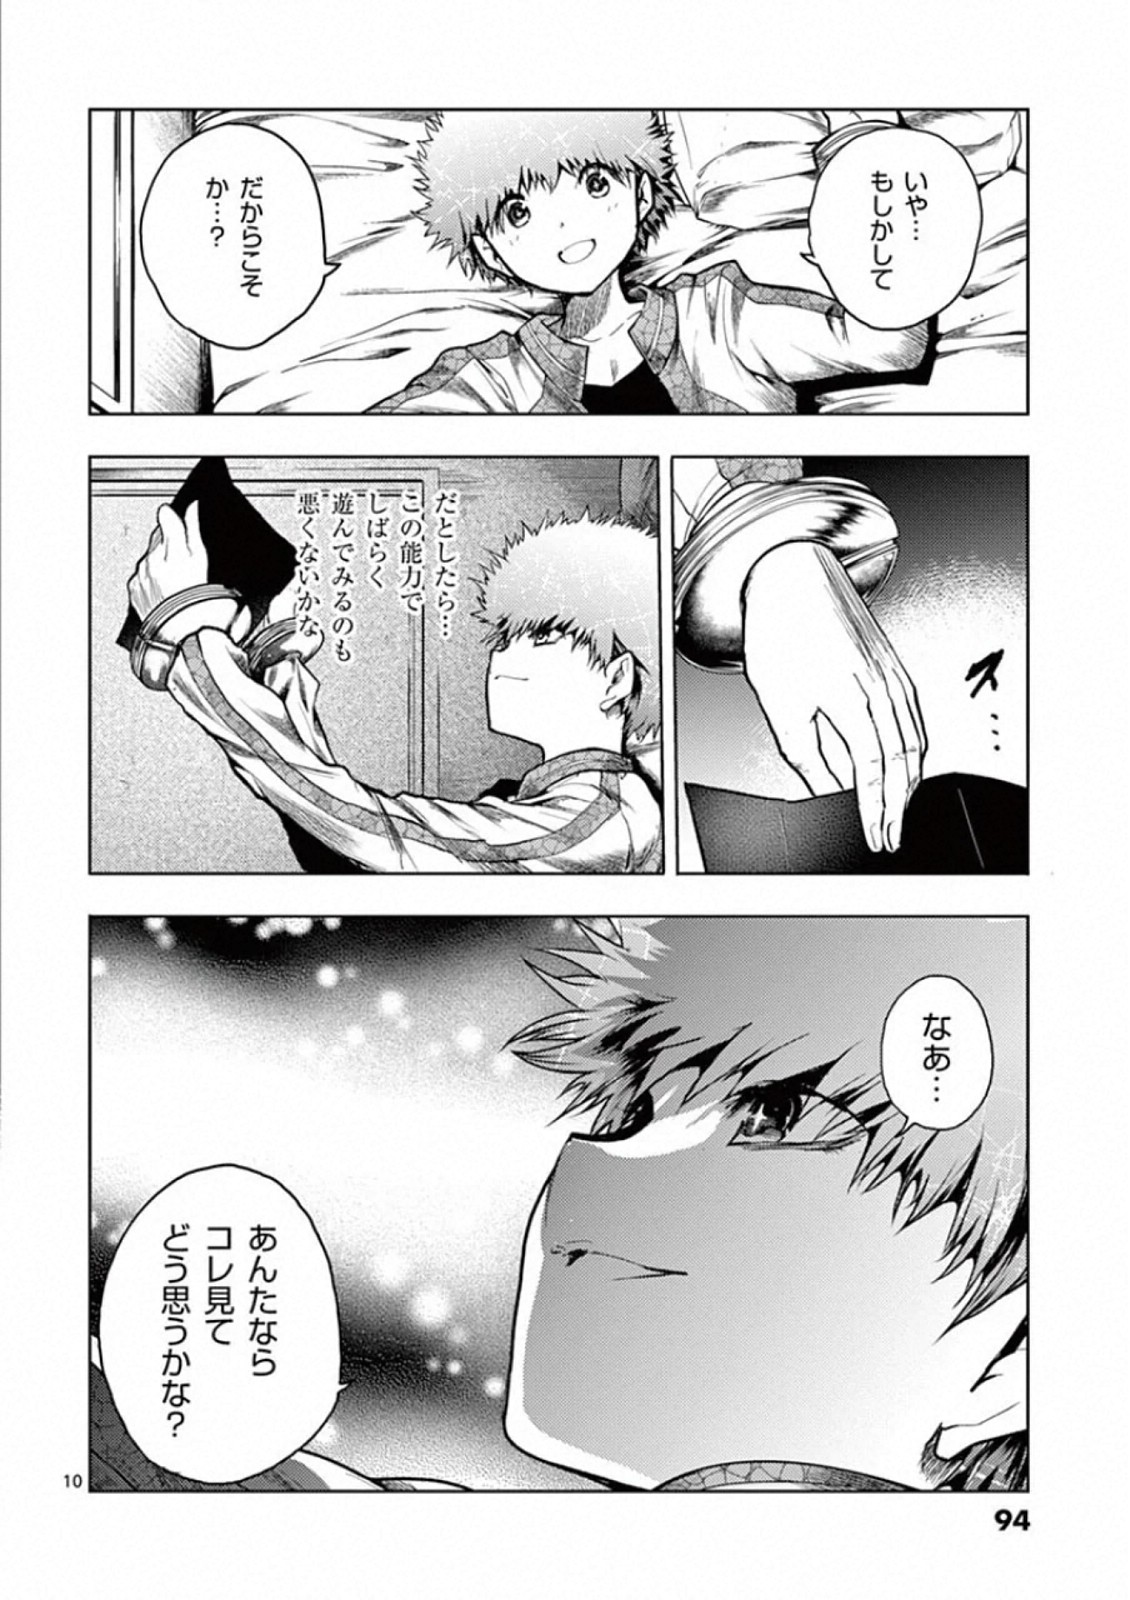 いや…
もしかして
だからこそ
か…?
ス…
だとしたら…
この能力で
しばらく
遊んでみるのも
悪くないかな
なあ…
あんたなら
コレ見て
どう思うかな?
10
94